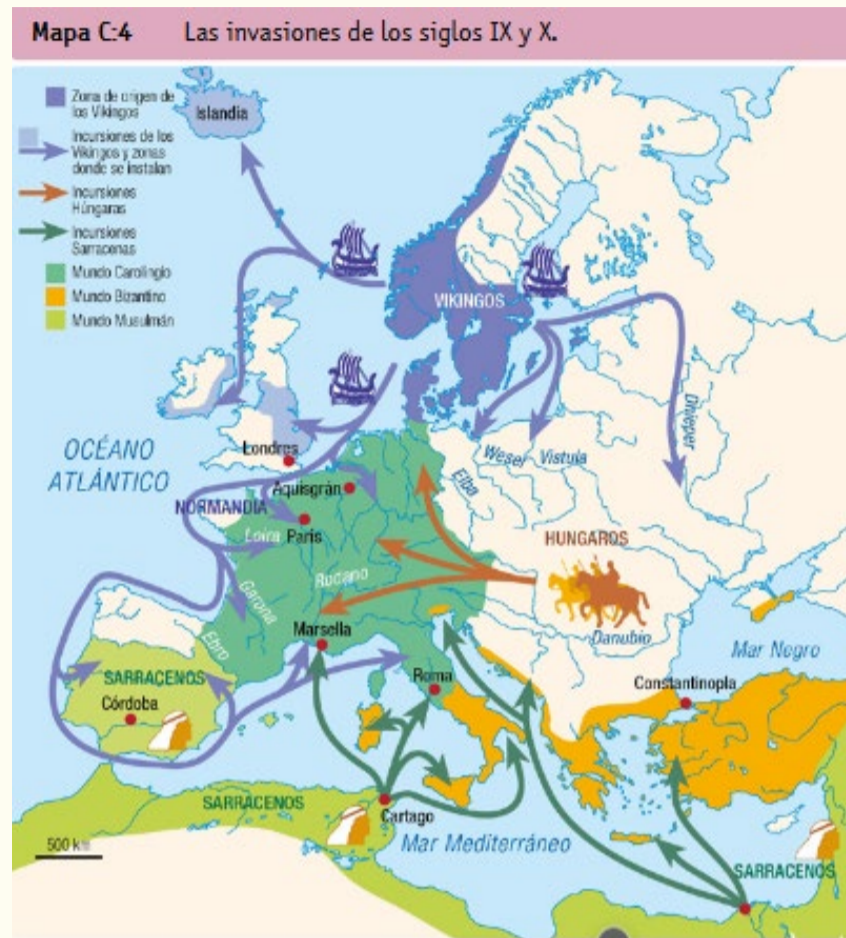 Mapa C:4 Las invasiones de los siglos IX y X.
Zona de origen de
los Vikingos
Incursiones de los
Vikingos y zonas
donde se instalan
Incursiones
Húngaras
Incursiones
Sarracenas
Mundo Carolingio
Mundo Bizantino
Mundo Musulmán
Islandia
VIKINGOS
OCÉANO
ATLÁNTICO
Londres
Aquisgrán
NORMANDIA
París
Loira
Garona
Rodano
Ebro
Marsella
Elba
Weser
Vistula
Dnieper
HUNGAROS
Danubio
Mar Negro
Constantinopla
Roma
SARRACENOS
Córdoba
SARRACENOS
Cartago
Mar Mediterráneo
SARRACENOS
500 km